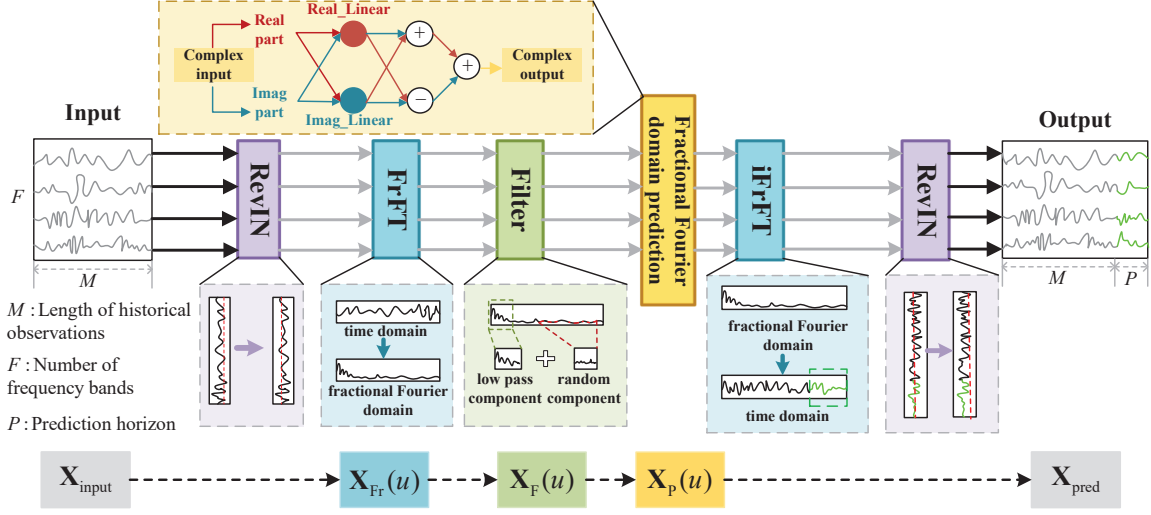 Real_Linear
Real
part
+
Complex
input
+
Complex
output
Imag
part
−
Imag_Linear
Input
Output
F
RevIN
FrFT
Filter
Fractional Fourier
domain prediction
iFrFT
RevIN
M
M
P
M : Length of historical
observations
F : Number of
frequency bands
P : Prediction horizon
time domain
fractional Fourier
domain
low pass
component
random
component
fractional Fourier
domain
time domain
X_input
X_Fr(u)
X_F(u)
X_P(u)
X_pred